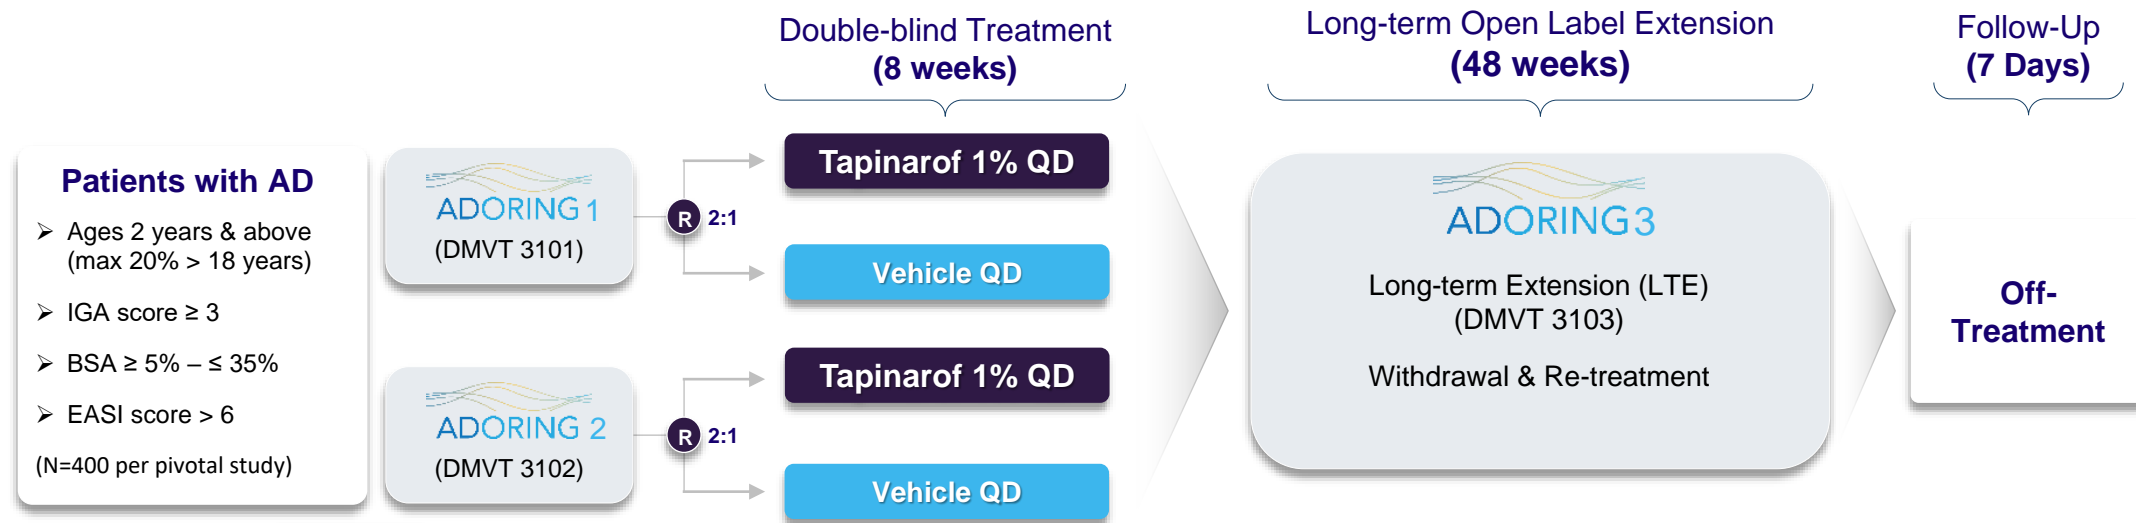 Double-blind Treatment
(8 weeks)
Long-term Open Label Extension
(48 weeks)
Follow-Up
(7 Days)
Patients with AD
➢ Ages 2 years & above
(max 20% > 18 years)
➢ IGA score ≥ 3
➢ BSA ≥ 5% – ≤ 35%
➢ EASI score > 6
(N=400 per pivotal study)
ADORING 1
(DMVT 3101)
R 2:1
Tapinarof 1% QD
Vehicle QD
ADORING 2
(DMVT 3102)
R 2:1
Tapinarof 1% QD
Vehicle QD
ADORING 3
Long-term Extension (LTE)
(DMVT 3103)
Withdrawal & Re-treatment
Off-
Treatment